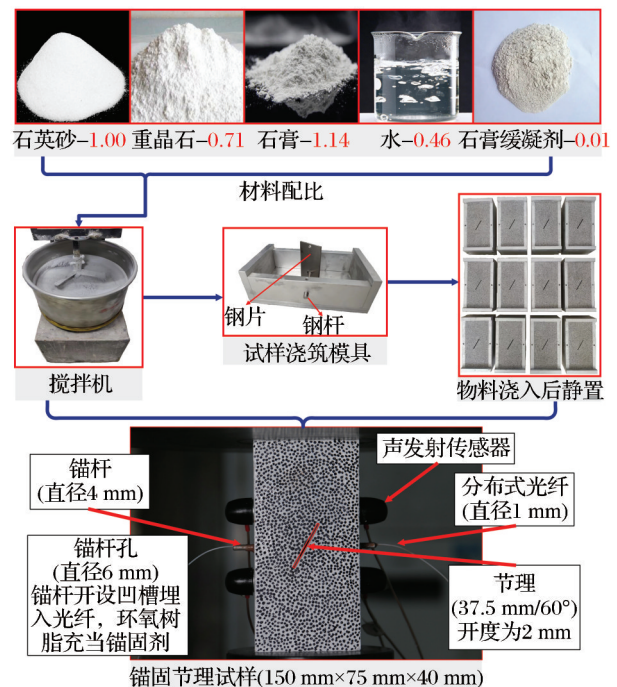 石英砂-1.00 重晶石-0.71 石膏-1.14 水-0.46 石膏缓凝剂-0.01
材料配比
钢片
钢杆
搅拌机
试样浇筑模具
物料浇入后静置
声发射传感器
锚杆
(直径4 mm)
分布式光纤
(直径1 mm)
锚杆孔
(直径6 mm)
锚杆开设凹槽埋
入光纤，环氧树
脂充当锚固剂
节理
(37.5 mm/60°)
开度为2 mm
锚固节理试样(150 mm×75 mm×40 mm)